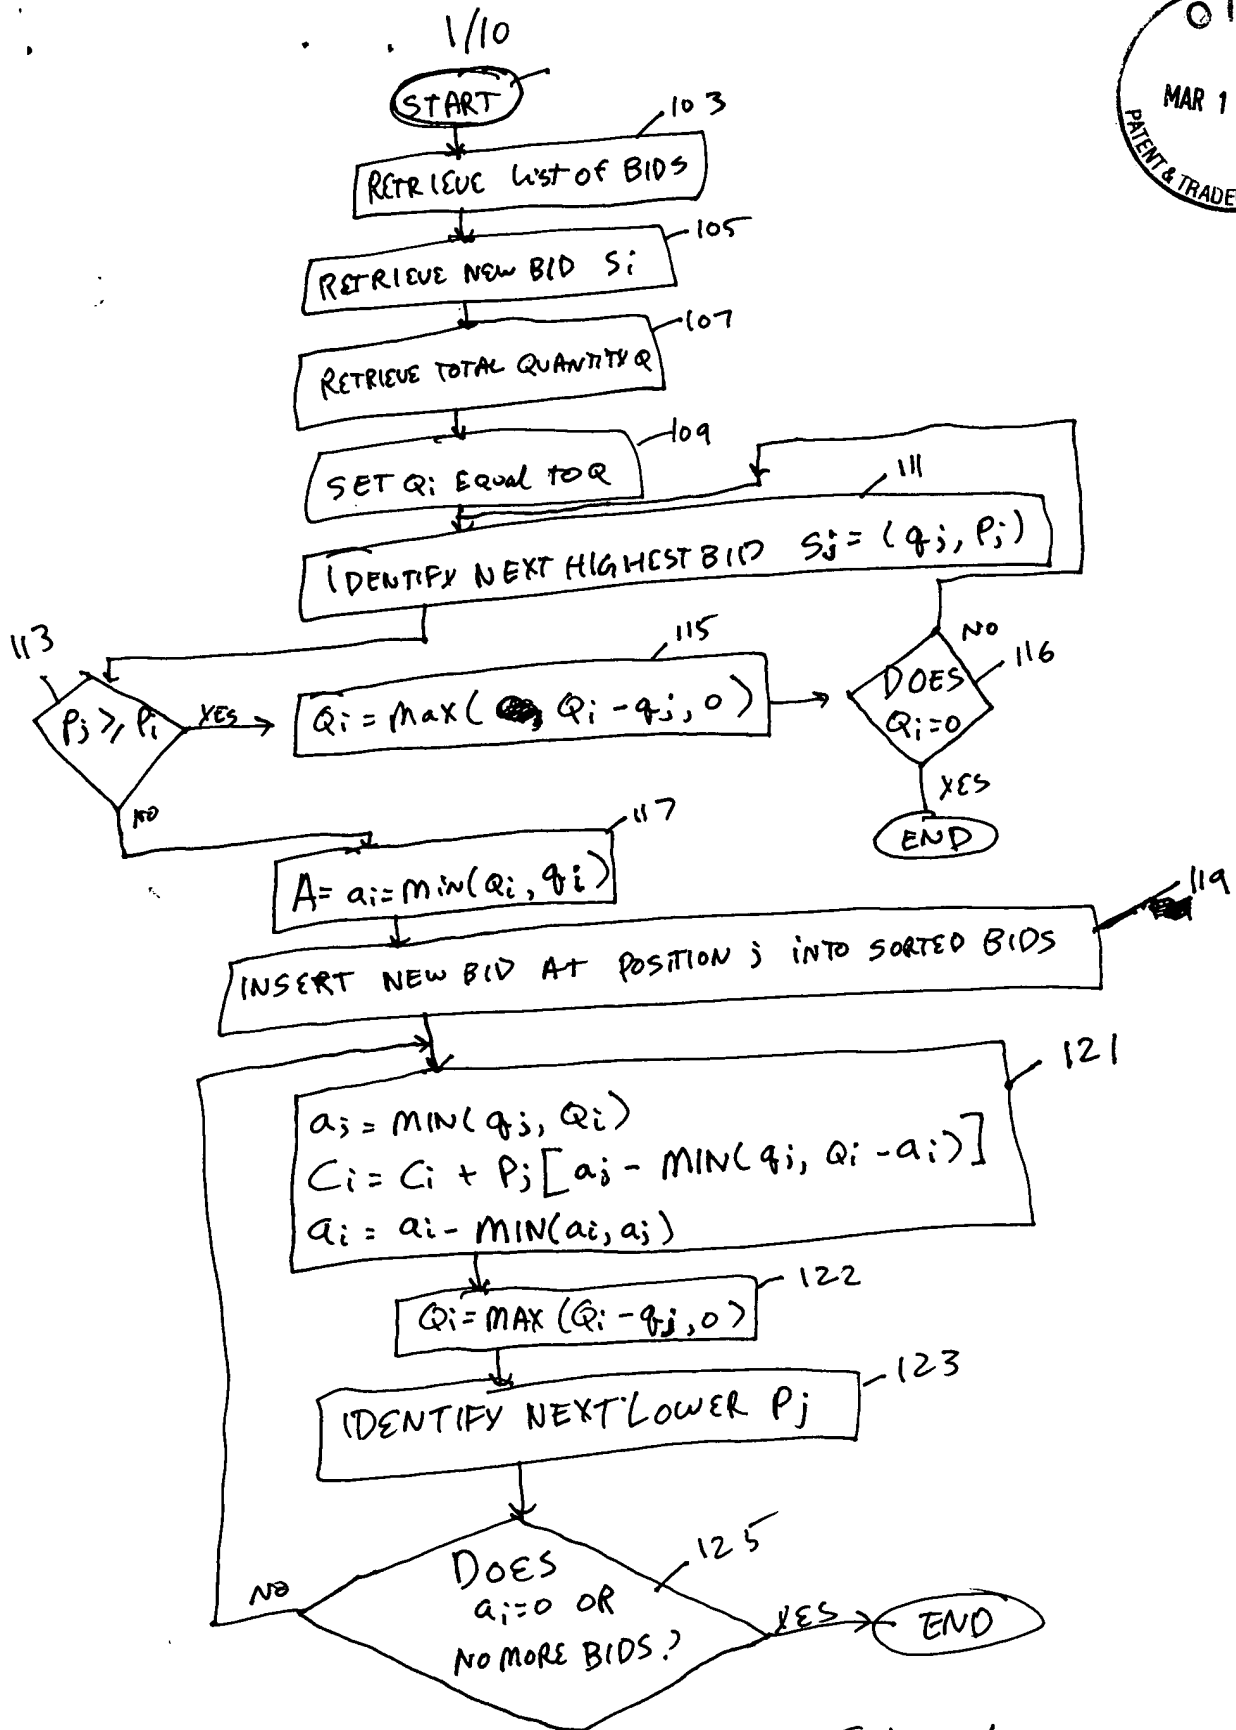 1/10
START
O I
MAR 1
PATENT & TRADE
103
RETRIEVE List of BIDS
105
RETRIEVE NEW BID Si
107
RETRIEVE TOTAL QUANTITY Q
109
SET Qi Equal TO Q
111
IDENTIFY NEXT HIGHEST BID Sj = (qj, Pj)
113
Pj ≥ Pi
YES
115
Qi = max( Qi - qj, 0 )
NO
116
DOES
Qi=0
YES
END
NO
117
A= ai= min(Qi, qi)
119
INSERT NEW BID AT POSITION j INTO SORTED BIDS
121
aj = MIN( qj, Qi)
Ci = Ci + Pj [ aj - MIN( qj, Qi - ai ) ]
ai = ai - MIN(ai, aj)
122
Qi = MAX (Qi - qj, 0 )
123
IDENTIFY NEXT LOWER Pj
125
DOES
ai=0 OR
NO MORE BIDS?
NO
YES
END